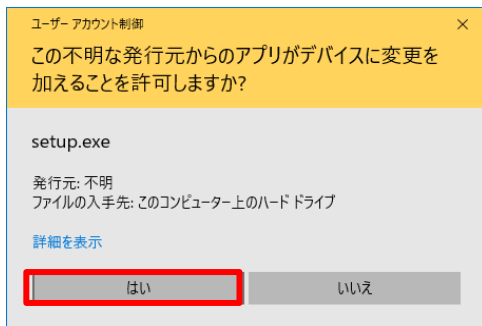 ユーザー アカウント制御
この不明な発行元からのアプリがデバイスに変更を
加えることを許可しますか?
setup.exe
発行元: 不明
ファイルの入手先: このコンピューター上のハード ドライブ
詳細を表示
はい
いいえ